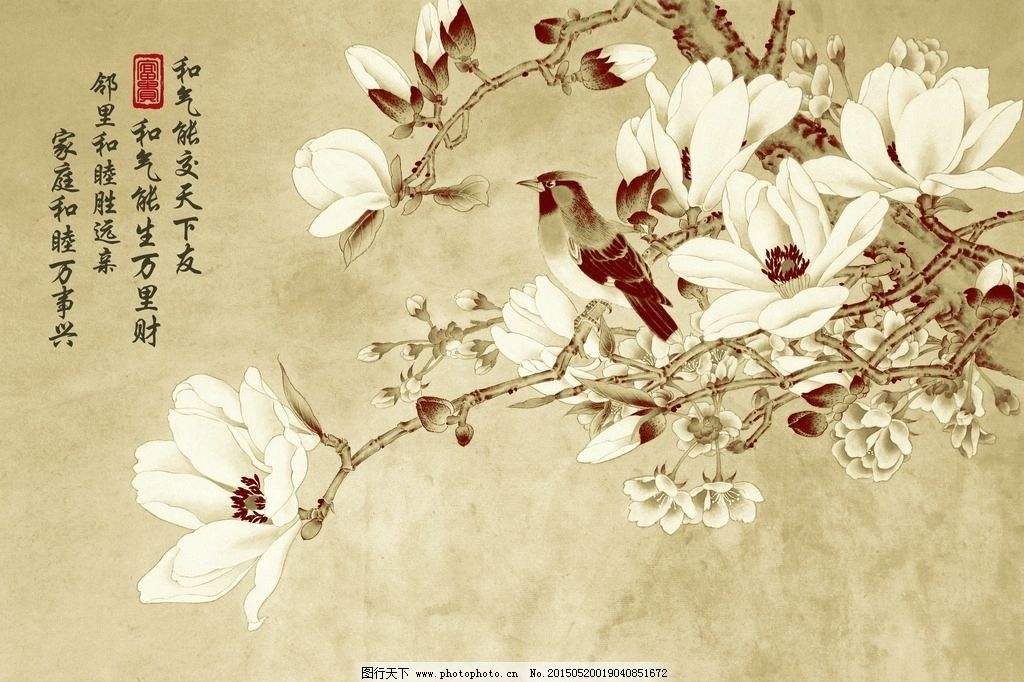 和气能交天下友
富贵
和气能生万里财
邻里和睦胜远亲
家庭和睦万事兴
图行天下 www.photophoto.cn No.20150520019040851672